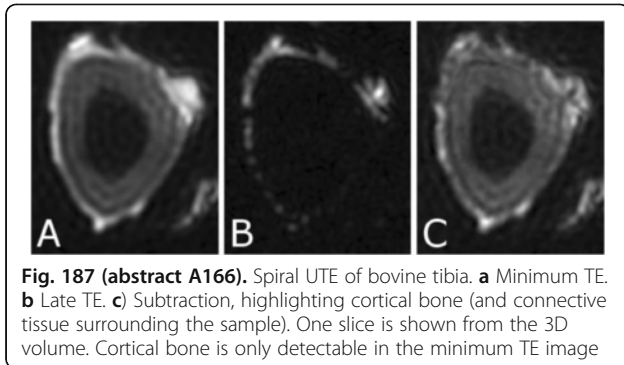 A B C
Fig. 187 (abstract A166). Spiral UTE of bovine tibia. a Minimum TE.
b Late TE. c) Subtraction, highlighting cortical bone (and connective
tissue surrounding the sample). One slice is shown from the 3D
volume. Cortical bone is only detectable in the minimum TE image